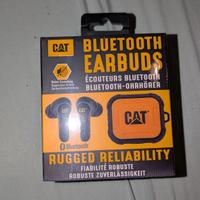 CAT
BLUETOOTH
EARBUDS
ÉCOUTEURS BLUETOOTH
BLUETOOTH-OHRHÖRER
CAT
Bluetooth
RUGGED RELIABILITY
FIABILITÉ ROBUSTE
ROBUSTE ZUVERLÄSSIGKEIT